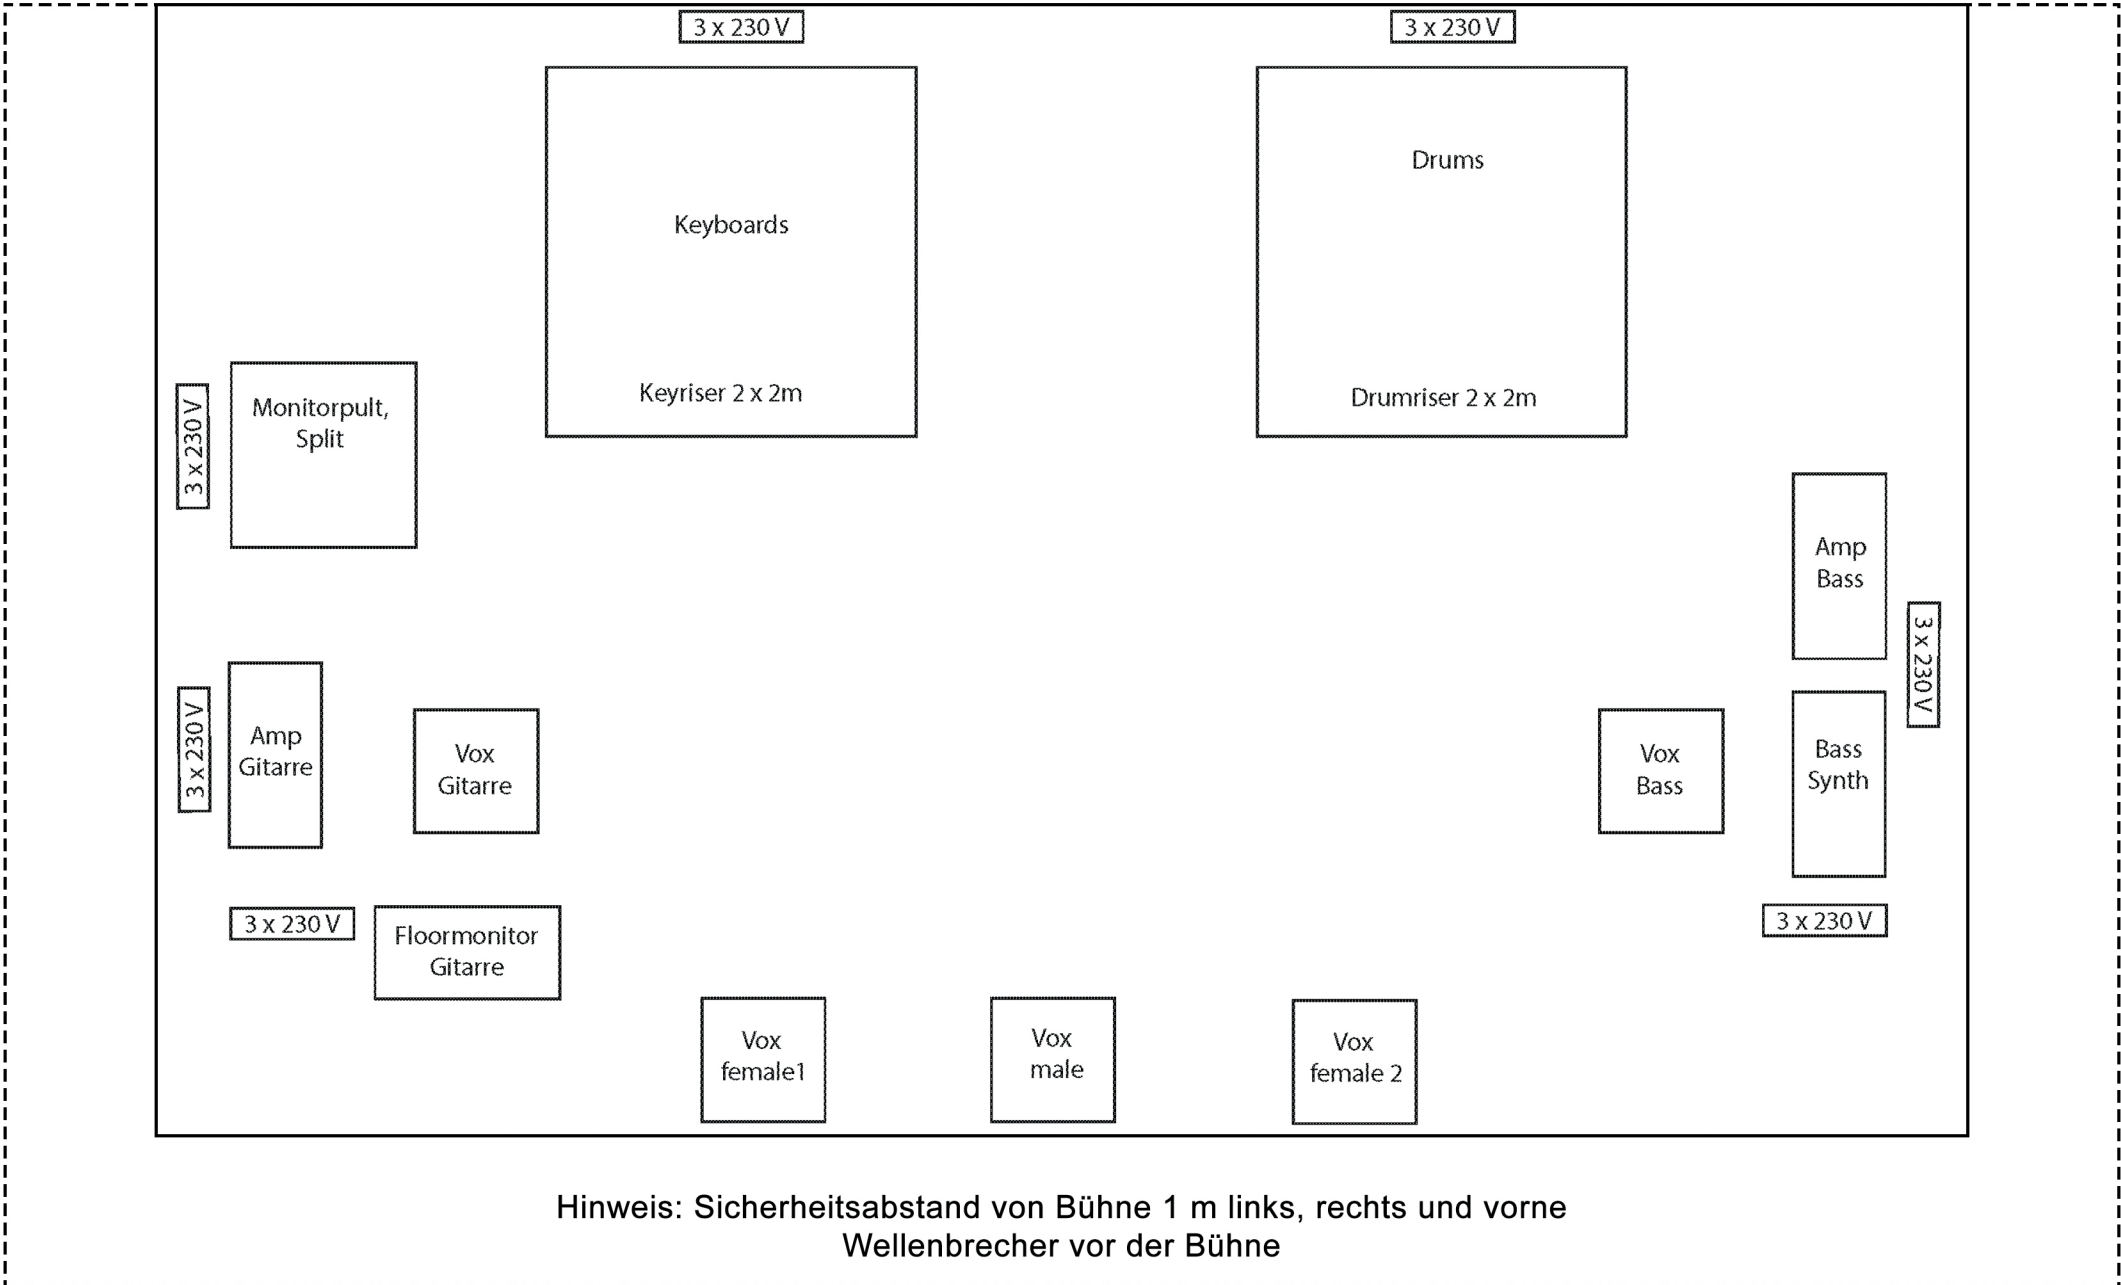 3 x 230 V
3 x 230 V
Drums
Keyboards
Keyriser 2 x 2m
Drumriser 2 x 2m
3 x 230 V
Monitorpult,
Split
Amp
Bass
3 x 230 V
3 x 230 V
Amp
Gitarre
Vox
Gitarre
Vox
Bass
Bass
Synth
3 x 230 V
Floormonitor
Gitarre
3 x 230 V
Vox
female1
Vox
male
Vox
female 2
Hinweis: Sicherheitsabstand von Bühne 1 m links, rechts und vorne
Wellenbrecher vor der Bühne